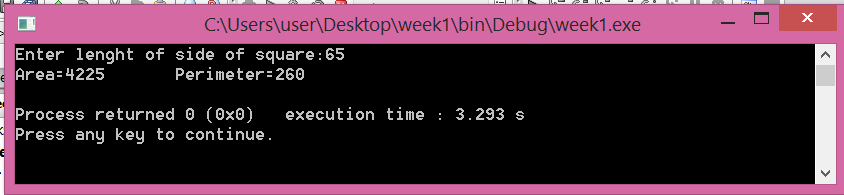 C:\Users\user\Desktop\week1\bin\Debug\week1.exe
Enter lenght of side of square:65
Area=4225       Perimeter=260
Process returned 0 (0x0)   execution time : 3.293 s
Press any key to continue.